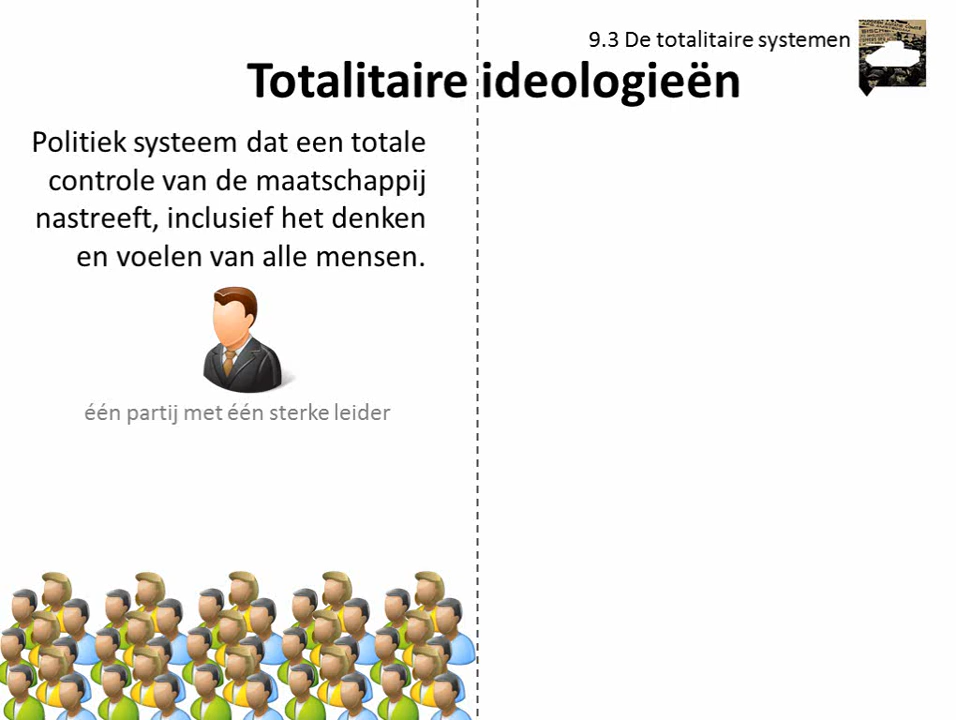 9.3 De totalitaire systemen
Totalitaire ideologieën
Politiek systeem dat een totale
controle van de maatschappij
nastreeft, inclusief het denken
en voelen van alle mensen.
één partij met één sterke leider